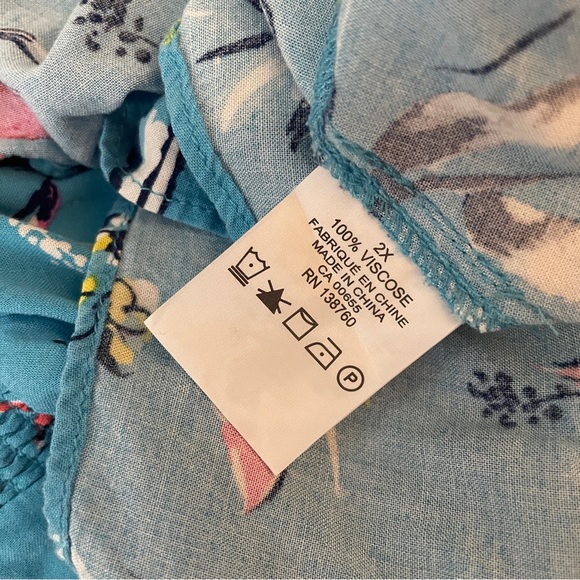 2X
100% VISCOSE
FABRIQUÉ EN CHINE
MADE IN CHINA
CA 00655
RN 138760
P